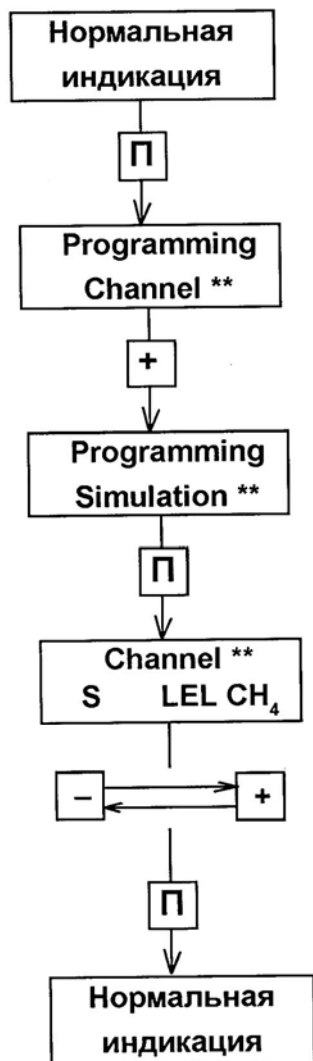 Нормальная
индикация
П
Programming
Channel **
+
Programming
Simulation **
П
Channel **
S LEL CH₄
– +
П
Нормальная
индикация